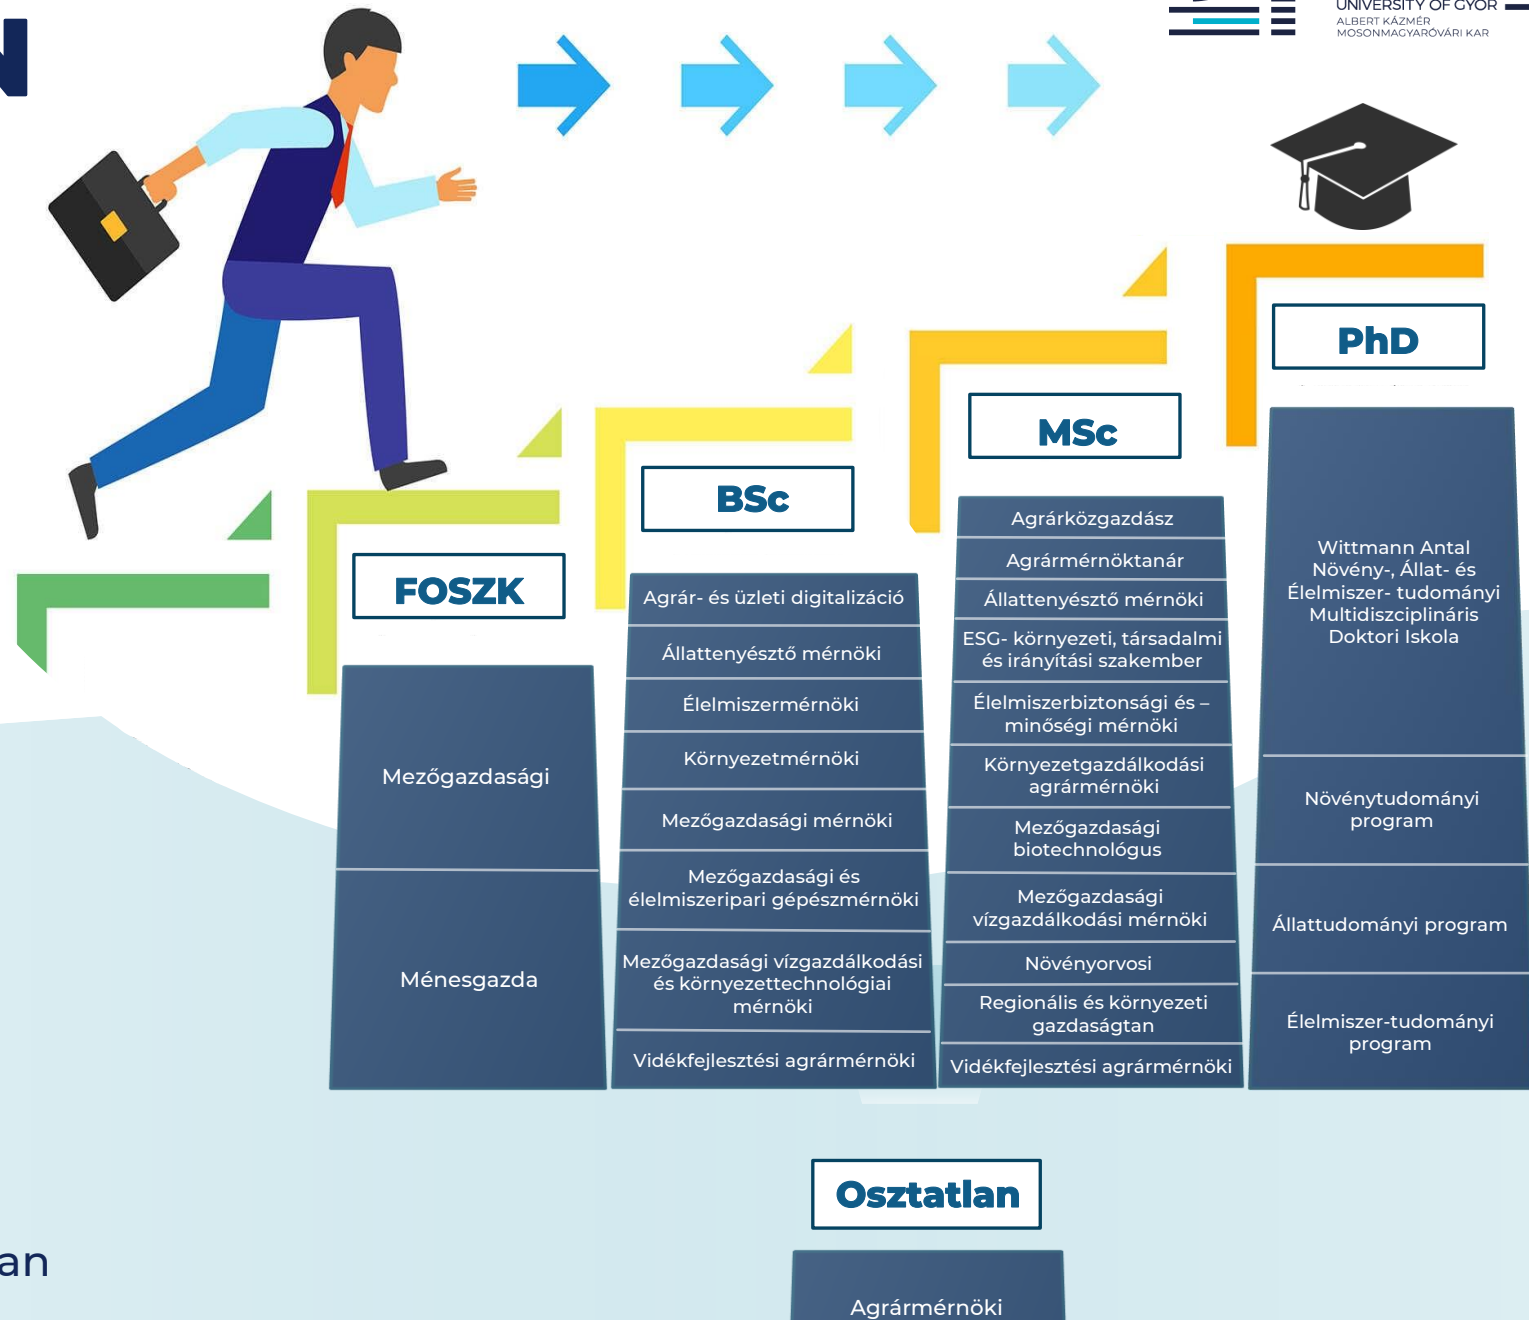 UNIVERSITY OF GYŐR
ALBERT KÁZMÉR
MOSONMAGYARÓVÁRI KAR
N
PhD
MSc
BSc
FOSZK
Mezőgazdasági
Ménesgazda
Agrár- és üzleti digitalizáció
Állattenyésztő mérnöki
Élelmiszermérnöki
Környezetmérnöki
Mezőgazdasági mérnöki
Mezőgazdasági és
élelmiszeripari gépészmérnöki
Mezőgazdasági vízgazdálkodási
és környezettechnológiai
mérnöki
Vidékfejlesztési agrármérnöki
Agrárközgazdász
Agrármérnöktanár
Állattenyésztő mérnöki
ESG- környezeti, társadalmi
és irányítási szakember
Élelmiszerbiztonsági és –
minőségi mérnöki
Környezetgazdálkodási
agrármérnöki
Mezőgazdasági
biotechnológus
Mezőgazdasági
vízgazdálkodási mérnöki
Növényorvosi
Regionális és környezeti
gazdaságtan
Vidékfejlesztési agrármérnöki
Wittmann Antal
Növény-, Állat- és
Élelmiszer- tudományi
Multidiszciplináris
Doktori Iskola
Növénytudományi
program
Állattudományi program
Élelmiszer-tudományi
program
Osztatlan
Agrármérnöki
an